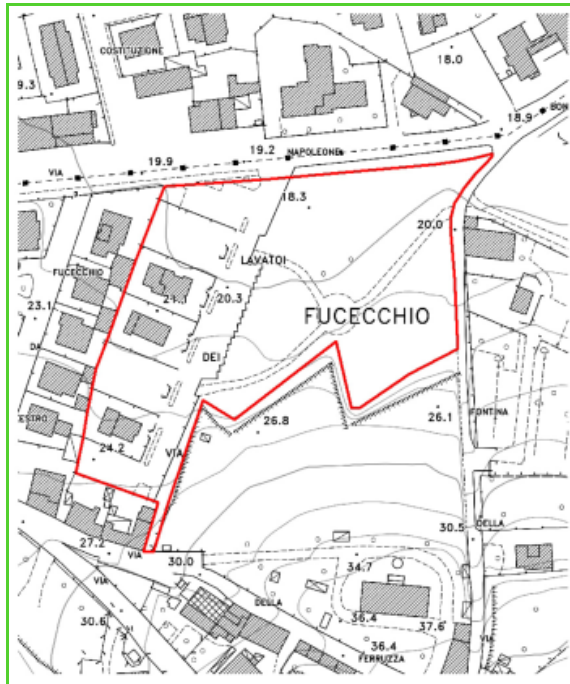 COSTITUZIONE
18.0
9.3
18.9
BON
19.2
NAPOLEONE
19.9
VIA
18.3
20.0
LAVATOI
FUCECCHIO
21.1
20.3
23.1
FUCECCHIO
DA
DEI
26.8
26.1
FONTINA
ESTRO
24.2
VIA
30.5
DELLA
27.2
VIA
30.0
34.7
VIA
DELLA
30.6
36.4
37.6
VIA
36.4
FERRUZZA